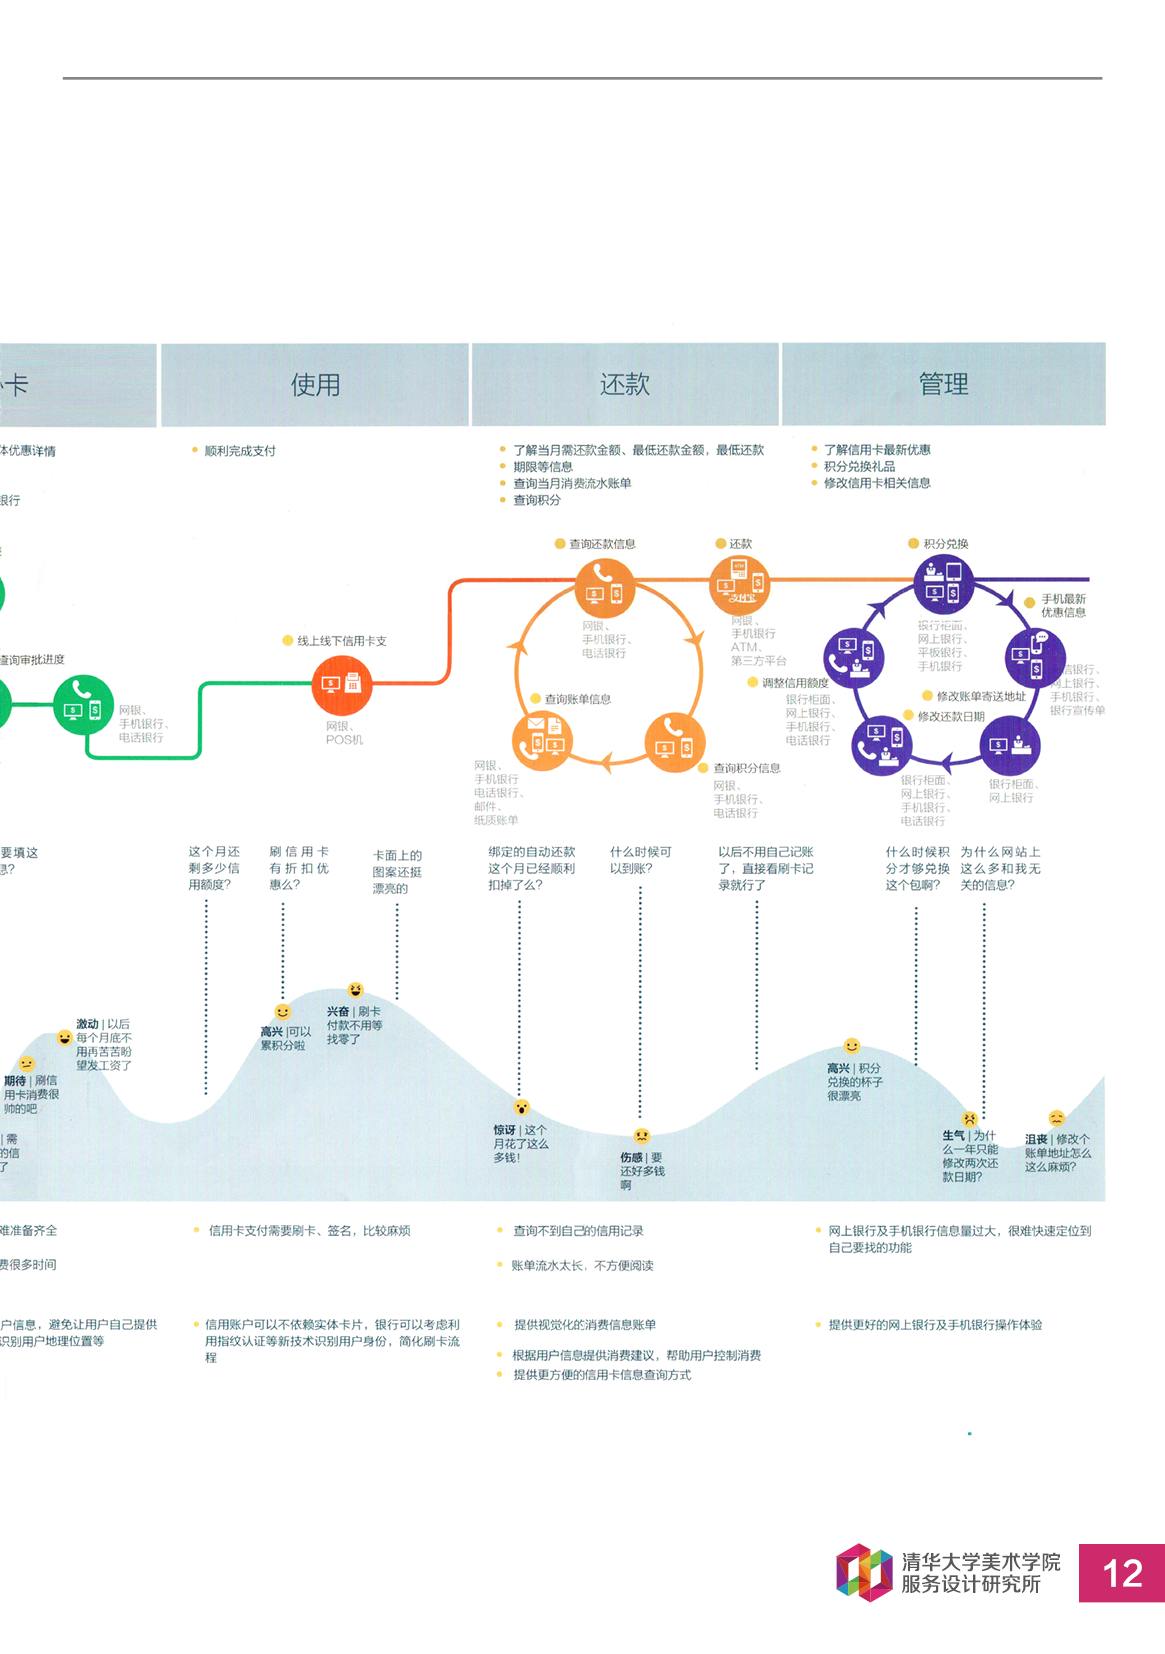 卡
使用
还款
管理
体优惠详情
银行
顺利完成支付
了解当月需还款金额、最低还款金额，最低还款
期限等信息
查询当月消费流水账单
查询积分
了解信用卡最新优惠
积分兑换礼品
修改信用卡相关信息
查询审批进度
网银、
手机银行、
电话银行
线上线下信用卡支
网银、
POS机
查询还款信息
网银、
手机银行、
电话银行
还款
网银、
手机银行
ATM、
第三方平台
查询账单信息
网银、
手机银行
电话银行、
邮件、
纸质账单
查询积分信息
网银、
手机银行、
电话银行
积分兑换
银行柜面、
网上银行、
平板银行、
手机银行
手机最新
优惠信息
信银行、
网上银行、
手机银行、
银行宣传单
调整信用额度
银行柜面、
网上银行、
手机银行、
电话银行
修改账单寄送地址
修改还款日期
银行柜面、
网上银行、
手机银行、
电话银行
银行柜面、
网上银行
ATM
支付宝
要填这
息?
这个月还
剩多少信
用额度?
刷信用卡
有折扣优
惠么?
卡面上的
图案还挺
漂亮的
绑定的自动还款
这个月已经顺利
扣掉了么?
什么时候可
以到账?
以后不用自己记账
了，直接看刷卡记
录就行了
什么时候积
分才够兑换
这个包啊?
为什么网站上
这么多和我无
关的信息?
激动 | 以后
每个月底不
用再苦苦盼
望发工资了
期待 | 刷信
用卡消费很
帅的吧
| 需
的信
了
高兴 |可以
累积分啦
兴奋 | 刷卡
付款不用等
找零了
惊讶 | 这个
月花了这么
多钱!
伤感 | 要
还好多钱
啊
高兴 | 积分
兑换的杯子
很漂亮
生气 | 为什
么一年只能
修改两次还
款日期?
沮丧 | 修改个
账单地址怎么
这么麻烦?
难准备齐全
费很多时间
信用卡支付需要刷卡、签名，比较麻烦
查询不到自己的信用记录
账单流水太长，不方便阅读
网上银行及手机银行信息量过大，很难快速定位到
自己要找的功能
户信息，避免让用户自己提供
识别用户地理位置等
信用账户可以不依赖实体卡片，银行可以考虑利
用指纹认证等新技术识别用户身份，简化刷卡流
程
提供视觉化的消费信息账单
根据用户信息提供消费建议，帮助用户控制消费
提供更方便的信用卡信息查询方式
提供更好的网上银行及手机银行操作体验
清华大学美术学院
服务设计研究所
12